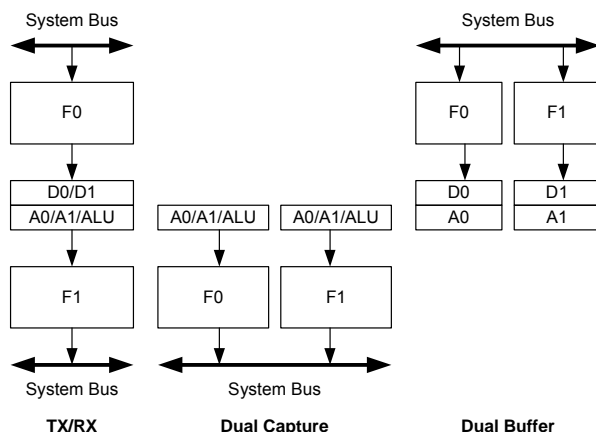 System Bus
System Bus
F0
F0
F1
D0/D1
A0/A1/ALU
A0/A1/ALU
A0/A1/ALU
D0
D1
A0
A1
F1
F0
F1
System Bus
System Bus
TX/RX
Dual Capture
Dual Buffer